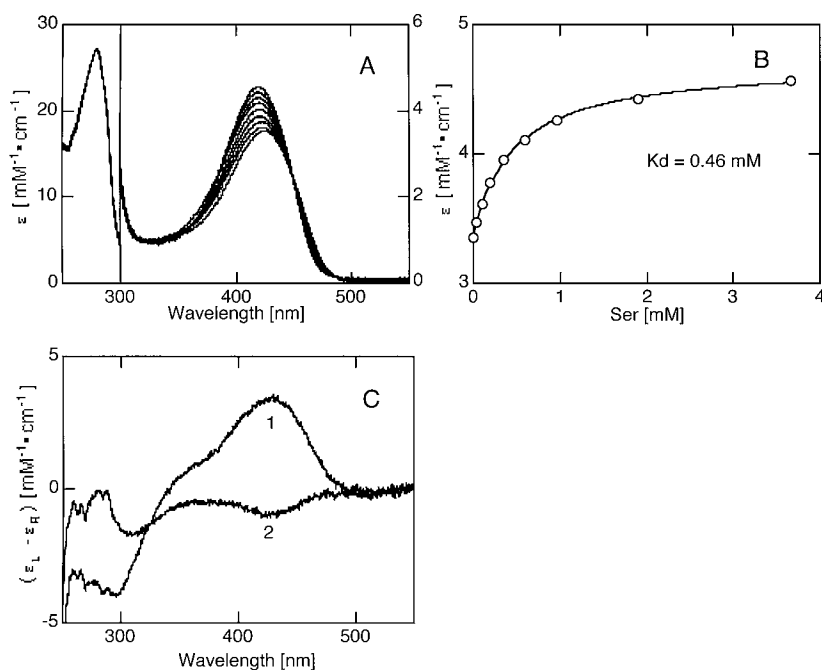 A
30
20
10
0
6
4
2
0
ε [ mM⁻¹▪cm⁻¹ ]
300
400
500
Wavelength [nm]
B
5
4
3
ε [ mM⁻¹▪cm⁻¹ ]
Kd = 0.46 mM
0
1
2
3
4
Ser [mM]
C
5
0
-5
( ε_L - ε_R ) [ mM⁻¹▪cm⁻¹ ]
1
2
300
400
500
Wavelength [nm]